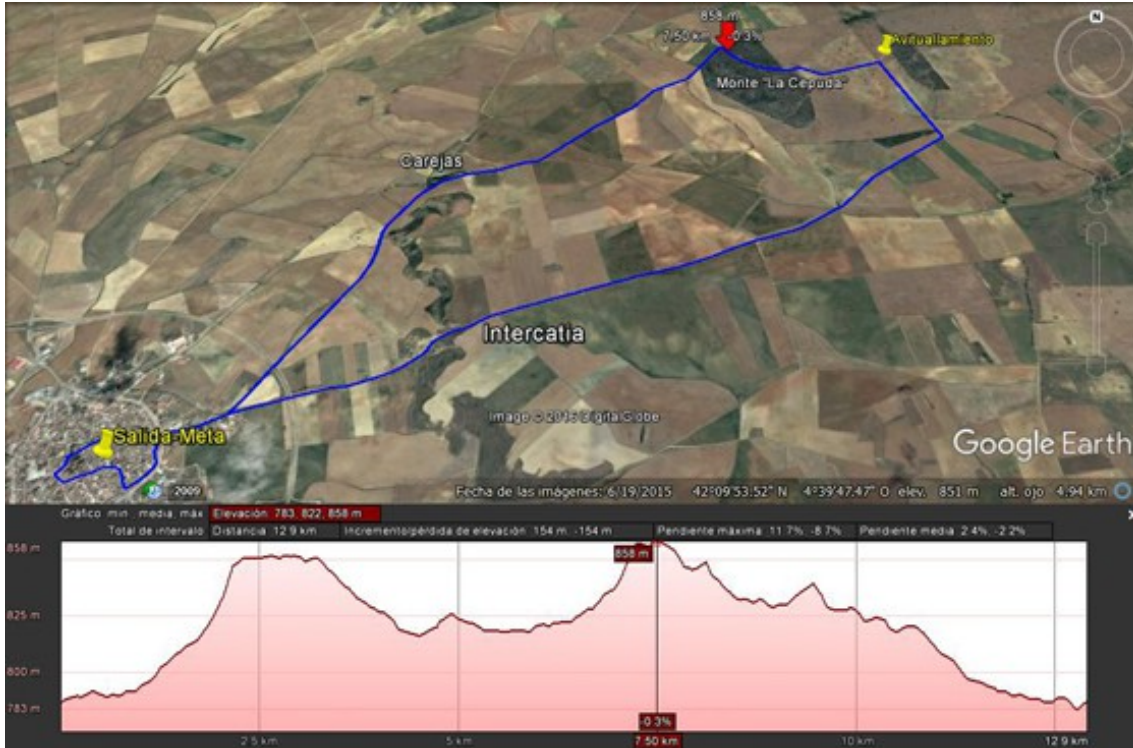 858 m
7.50 km -0.3%
N
Avituallamiento
Monte "La Cepuda"
Carejas
Intercatia
Image © 2016 Digital Globe
Salida-Meta
Google Earth
2009
Fecha de las imágenes: 6/19/2015 42°09'53.52" N 4°39'47.47" O elev. 851 m alt. ojo 4.94 km
Gráfico: mín., media, máx. Elevación: 783, 822, 858 m
Total de intervalo: Distancia: 12.9 km Incremento/pérdida de elevación: 154 m, -154 m Pendiente máxima: 11.7%, -8.7% Pendiente media: 2.4%, -2.2%
858 m
858 m
825 m
800 m
783 m
-0.3%
2.5 km 5 km 7.50 km 10 km 12.9 km